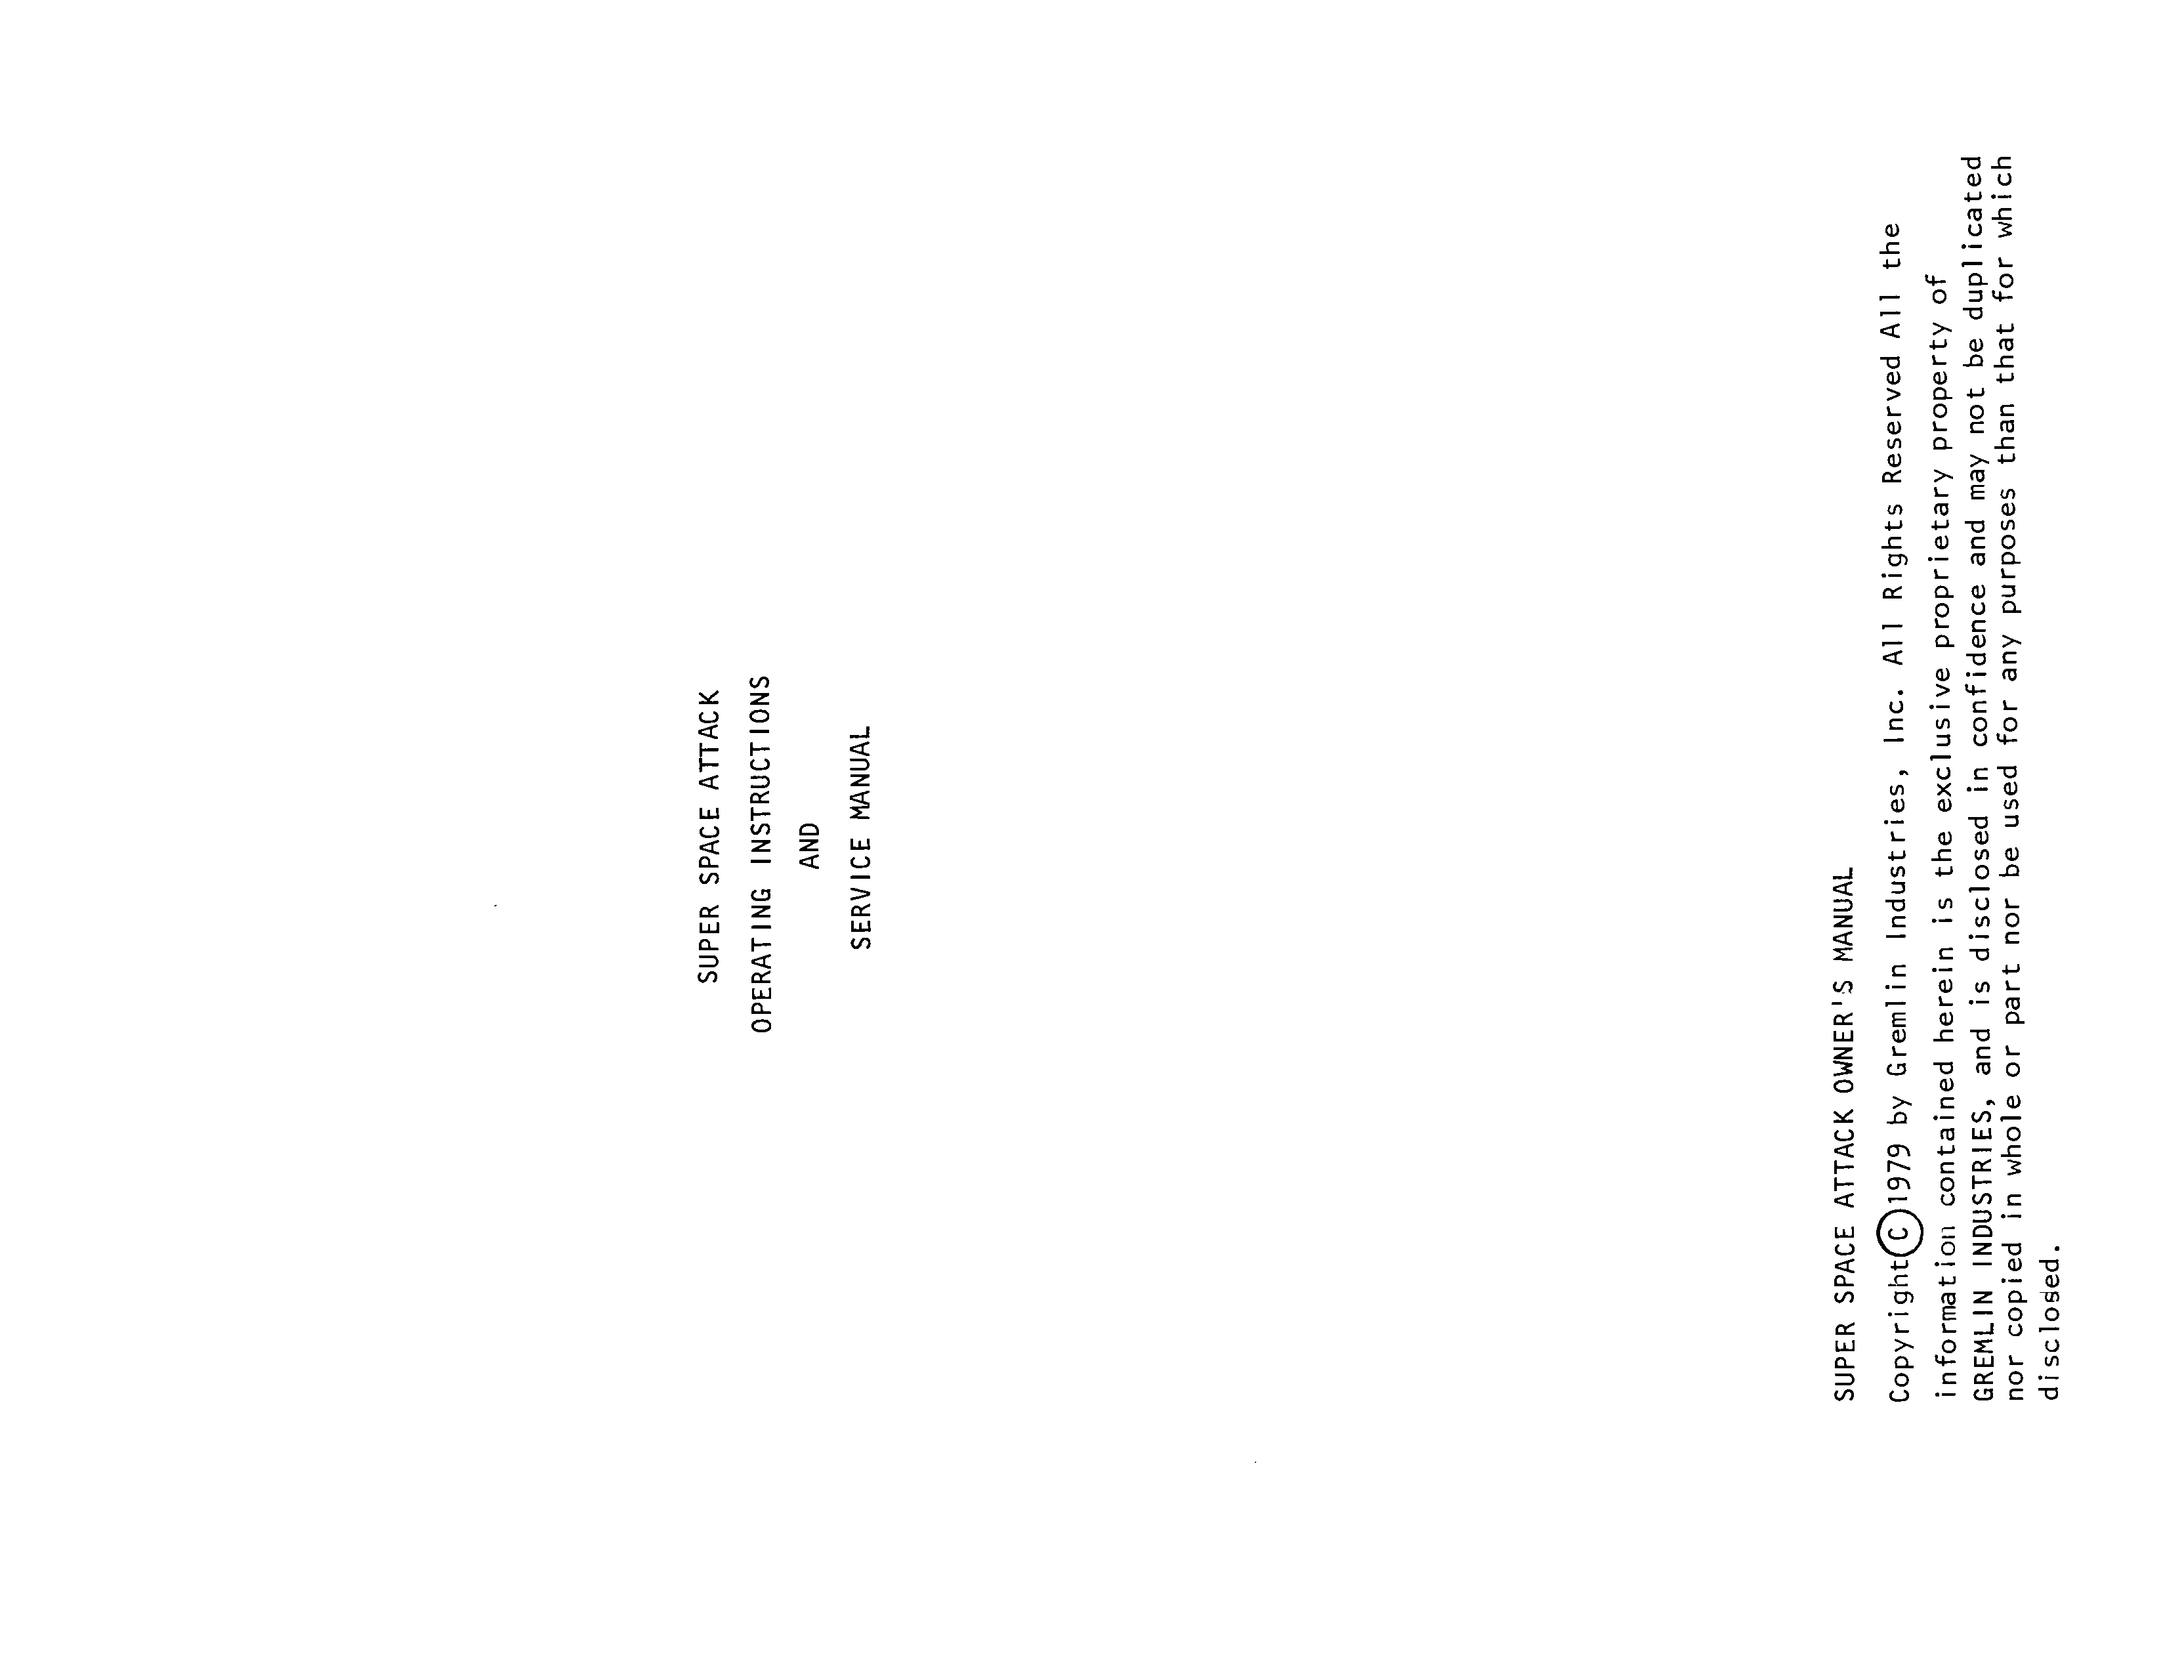 SUPER SPACE ATTACK
OPERATING INSTRUCTIONS
AND
SERVICE MANUAL
SUPER SPACE ATTACK OWNER'S MANUAL
Copyright Ⓒ 1979 by Gremlin Industries, Inc. All Rights Reserved All the
information contained herein is the exclusive proprietary property of
GREMLIN INDUSTRIES, and is disclosed in confidence and may not be duplicated
nor copied in whole or part nor be used for any purposes than that for which
disclosed.